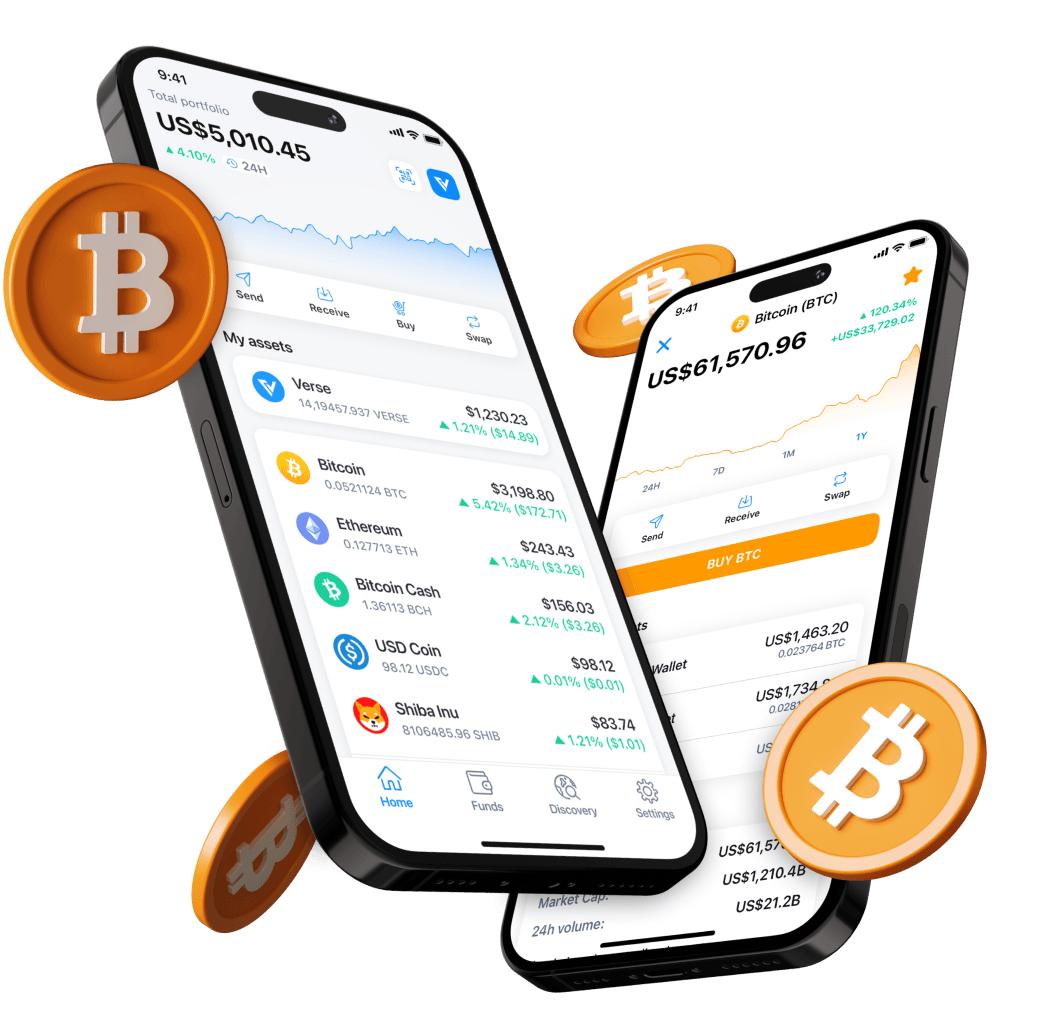 9:41
Total portfolio
US$5,010.45
▲ 4.10% 24H
Send
Receive
Buy
Swap
My assets
Verse
$1,230.23
14,19457.937 VERSE
▲ 1.21% ($14.89)
Bitcoin
$3,198.80
0.0521124 BTC
▲ 5.42% ($172.71)
Ethereum
$243.43
0.127713 ETH
▲ 1.34% ($3.26)
Bitcoin Cash
$156.03
1.36113 BCH
▲ 2.12% ($3.26)
USD Coin
$98.12
98.12 USDC
▲ 0.01% ($0.01)
Shiba Inu
$83.74
8106485.96 SHIB
▲ 1.21% ($1.01)
Home
Funds
Discovery
Settings
9:41
Bitcoin (BTC)
US$61,570.96
▲ 120.34%
+US$33,729.02
24H
7D
1M
1Y
Send
Receive
Swap
BUY BTC
Wallet
US$1,463.20
0.023764 BTC
US$1,734
0.0281
US$61,57
Market Cap:
US$1,210.4B
24h volume:
US$21.2B